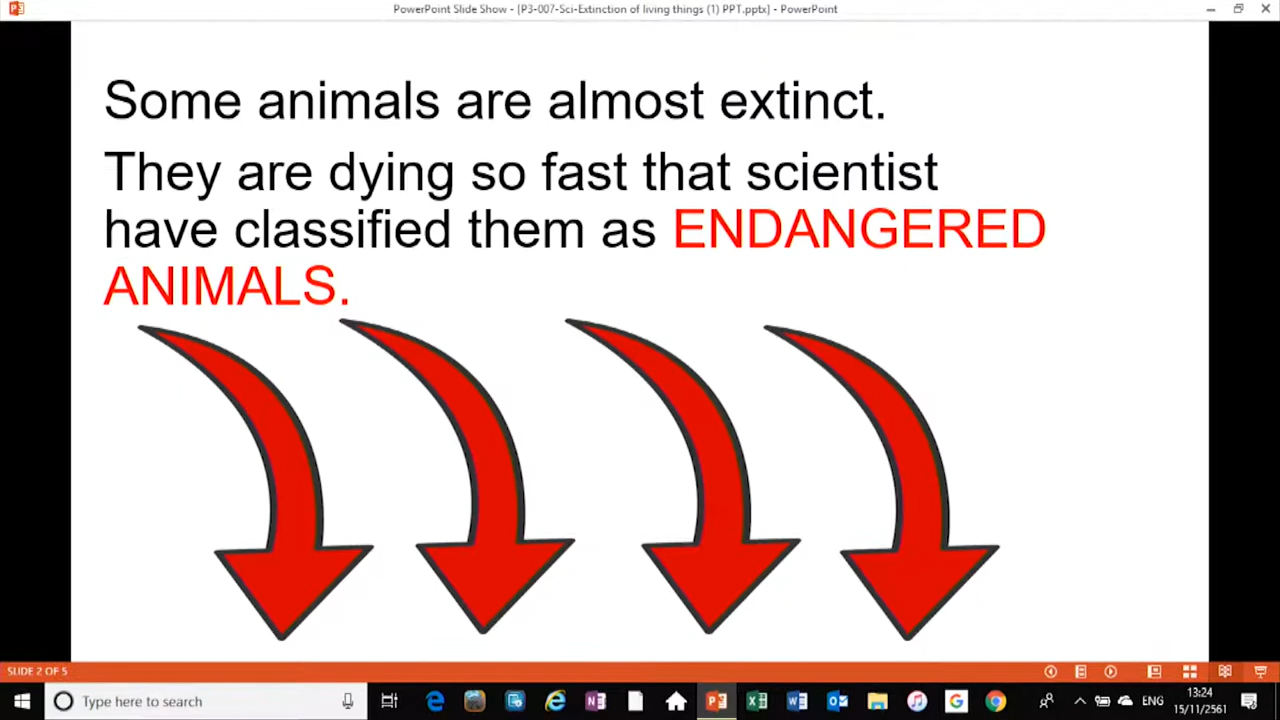 PowerPoint Slide Show - [P3-007-Sci-Extinction of living things (1) PPT.pptx] - PowerPoint
Some animals are almost extinct.
They are dying so fast that scientist
have classified them as ENDANGERED
ANIMALS.
SLIDE 2 OF 5
Type here to search
ENG
13:24
15/11/2561